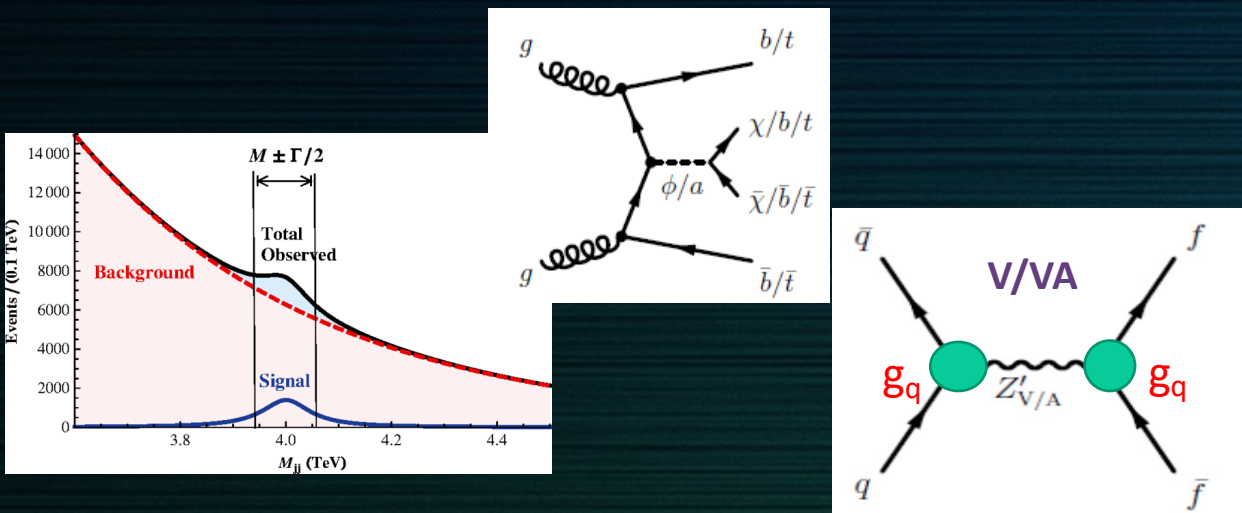 14 000
12 000
10 000
8000
6000
4000
2000
0
Events / (0.1 TeV)
M ± Γ/2
Total
Observed
Background
Signal
3.8
4.0
4.2
4.4
M_jj (TeV)
g
b/t
χ/b/t
ϕ/a
χ̄/b̄/t̄
g
b̄/t̄
q̄
f
V/VA
g_q
Z′_V/A
g_q
q
f̄